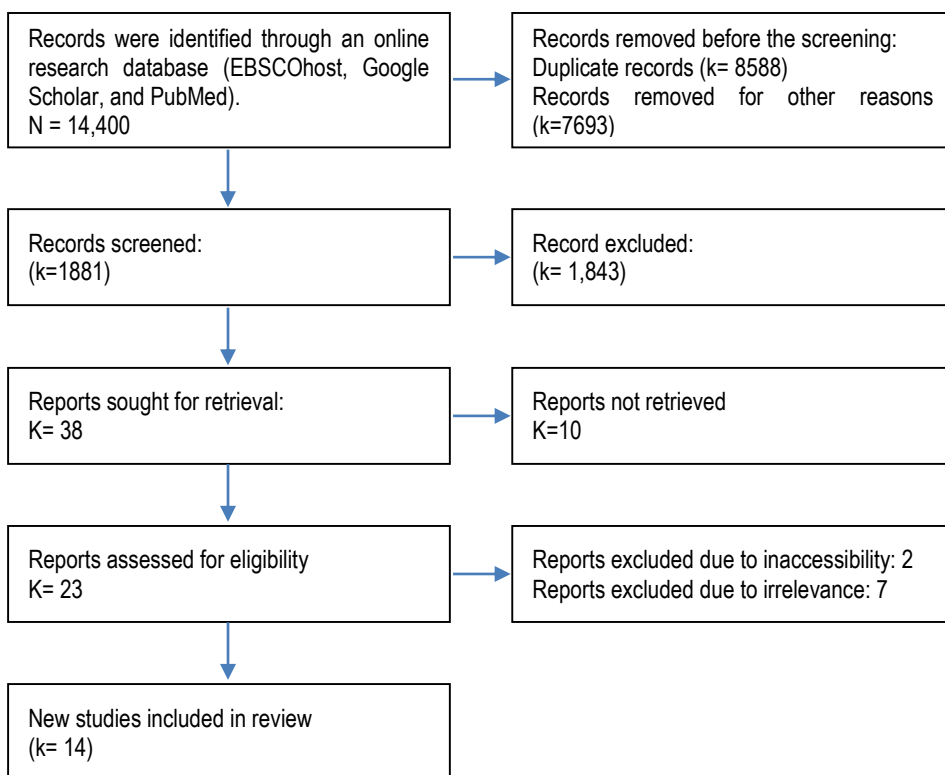 Records were identified through an online
research database (EBSCOhost, Google
Scholar, and PubMed).
N = 14,400
Records removed before the screening:
Duplicate records (k= 8588)
Records removed for other reasons
(k=7693)
Records screened:
(k=1881)
Record excluded:
(k= 1,843)
Reports sought for retrieval:
K= 38
Reports not retrieved
K=10
Reports assessed for eligibility
K= 23
Reports excluded due to inaccessibility: 2
Reports excluded due to irrelevance: 7
New studies included in review
(k= 14)